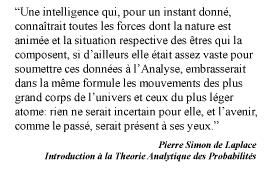 “Une intelligence qui, pour un instant donné,
connaîtrait toutes les forces dont la nature est
animée et la situation respective des êtres qui la
composent, si d’ailleurs elle était assez vaste pour
soumettre ces données à l’Analyse, embrasserait
dans la même formule les mouvements des plus
grand corps de l’univers et ceux du plus léger
atome: rien ne serait incertain pour elle, et l’avenir,
comme le passé, serait présent à ses yeux.”
Pierre Simon de Laplace
Introduction à la Theorie Analytique des Probabilités